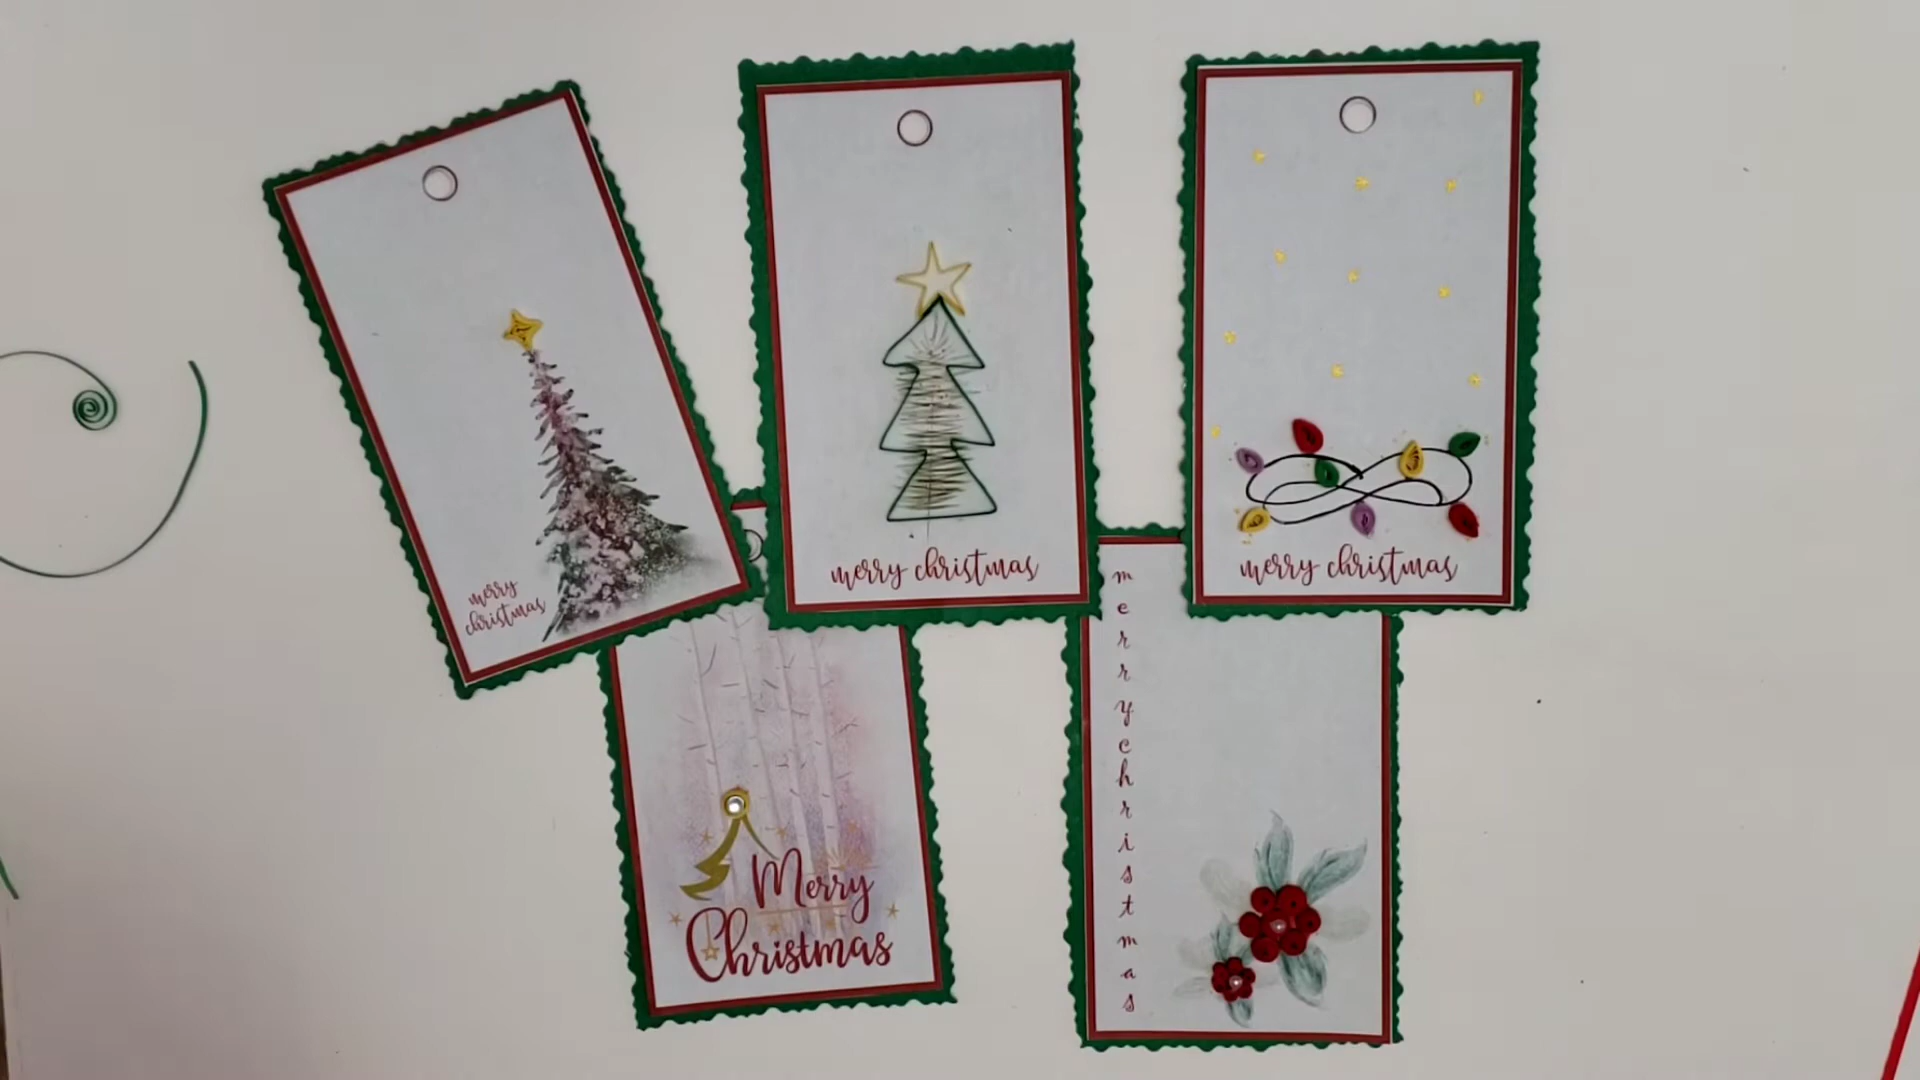 merry
christmas
merry christmas
merry christmas
Merry
Christmas
m
e
r
r
y
c
h
r
i
s
t
m
a
s